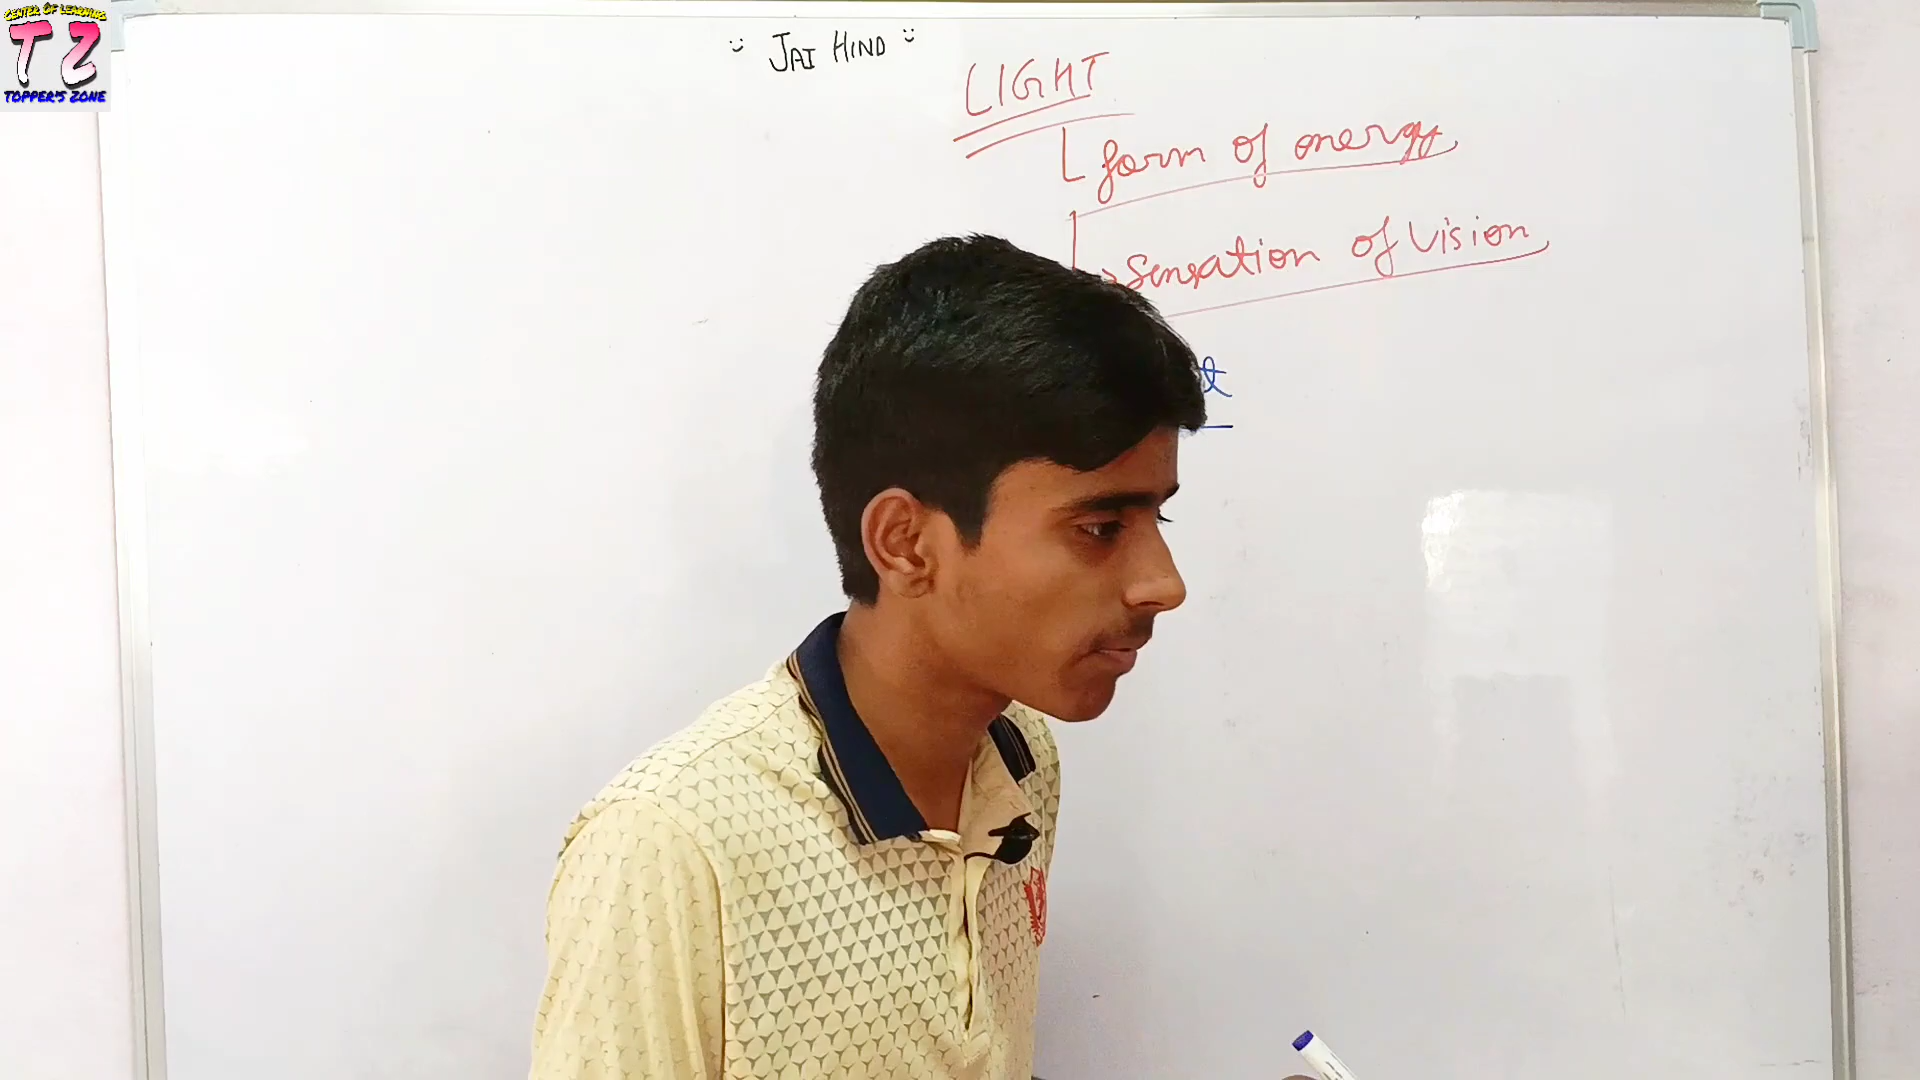 CENTER OF LEARNING
TZ
TOPPER'S ZONE
JAI HIND
LIGHT
form of energy
Sensation of Vision